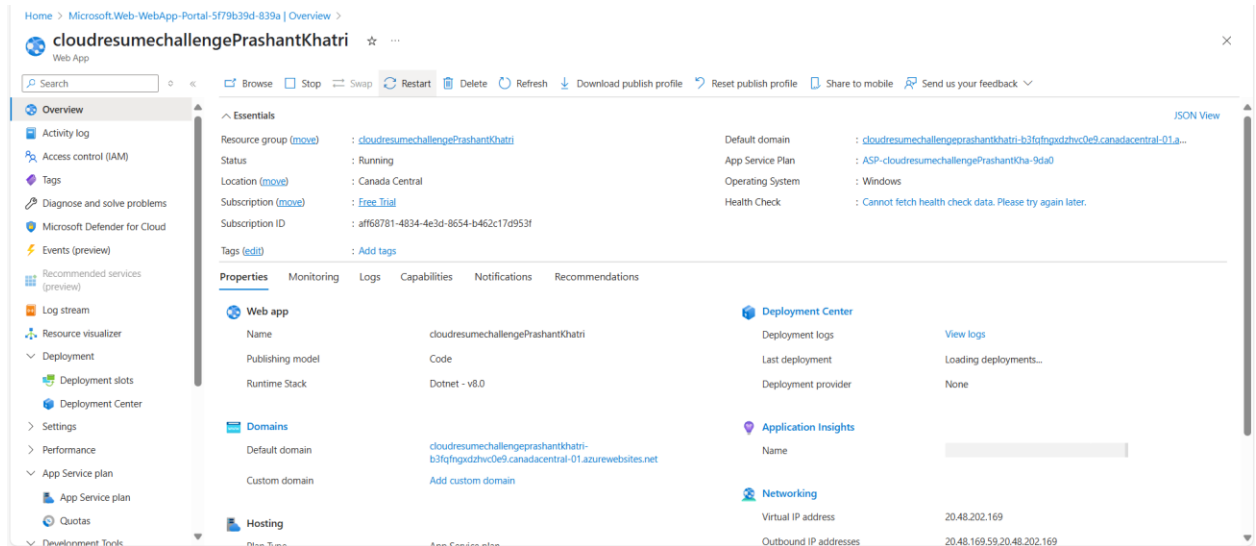 Home > Microsoft.Web-WebApp-Portal-5f79b39d-839a | Overview >
cloudresumechallengePrashantKhatri
Web App
Search
Browse Stop Swap Restart Delete Refresh Download publish profile Reset publish profile Share to mobile Send us your feedback
Overview
Activity log
Access control (IAM)
Tags
Diagnose and solve problems
Microsoft Defender for Cloud
Events (preview)
Recommended services
(preview)
Log stream
Resource visualizer
Deployment
Deployment slots
Deployment Center
Settings
Performance
App Service plan
App Service plan
Quotas
Development Tools
Essentials
JSON View
Resource group (move) : cloudresumechallengePrashantKhatri
Status : Running
Location (move) : Canada Central
Subscription (move) : Free Trial
Subscription ID : aff68781-4834-4e3d-8654-b462c17d953f
Default domain : cloudresumechallengeprashantkhatri-b3fqfngxdzhvc0e9.canadacentral-01.a...
App Service Plan : ASP-cloudresumechallengePrashantKha-9da0
Operating System : Windows
Health Check : Cannot fetch health check data. Please try again later.
Tags (edit) : Add tags
Properties Monitoring Logs Capabilities Notifications Recommendations
Web app
Name cloudresumechallengePrashantKhatri
Publishing model Code
Runtime Stack Dotnet - v8.0
Domains
Default domain cloudresumechallengeprashantkhatri-
b3fqfngxdzhvc0e9.canadacentral-01.azurewebsites.net
Custom domain Add custom domain
Hosting
Plan Type App Service plan
Deployment Center
Deployment logs View logs
Last deployment Loading deployments...
Deployment provider None
Application Insights
Name
Networking
Virtual IP address 20.48.202.169
Outbound IP addresses 20.48.169.59,20.48.202.169